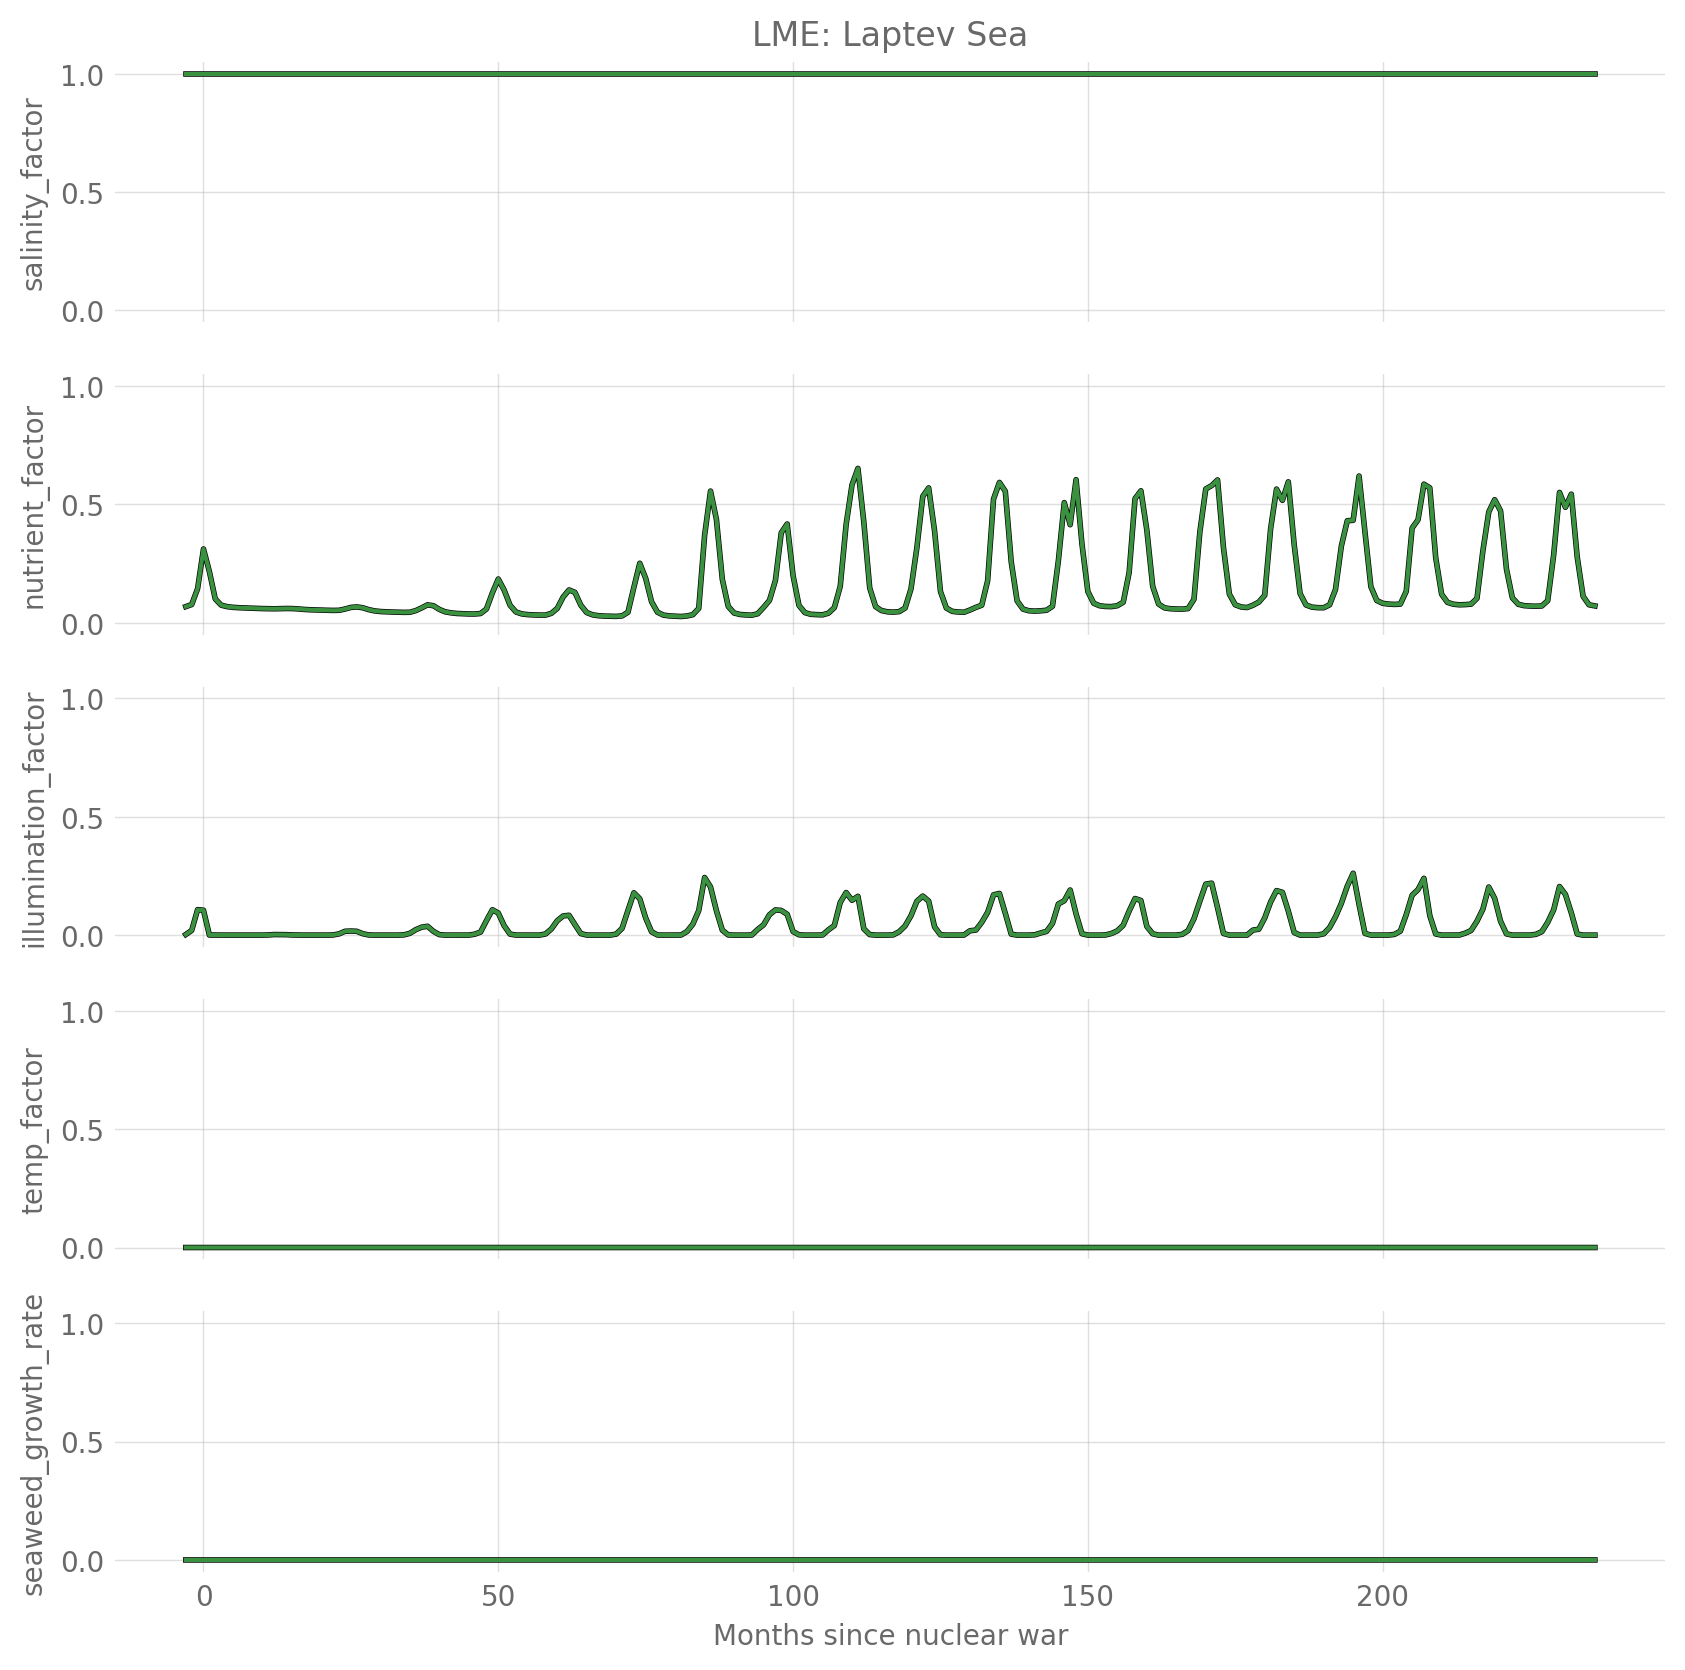 LME: Laptev Sea
1.0
0.5
0.0
salinity_factor
1.0
0.5
0.0
nutrient_factor
1.0
0.5
0.0
illumination_factor
1.0
0.5
0.0
temp_factor
1.0
0.5
0.0
seaweed_growth_rate
0 50 100 150 200
Months since nuclear war